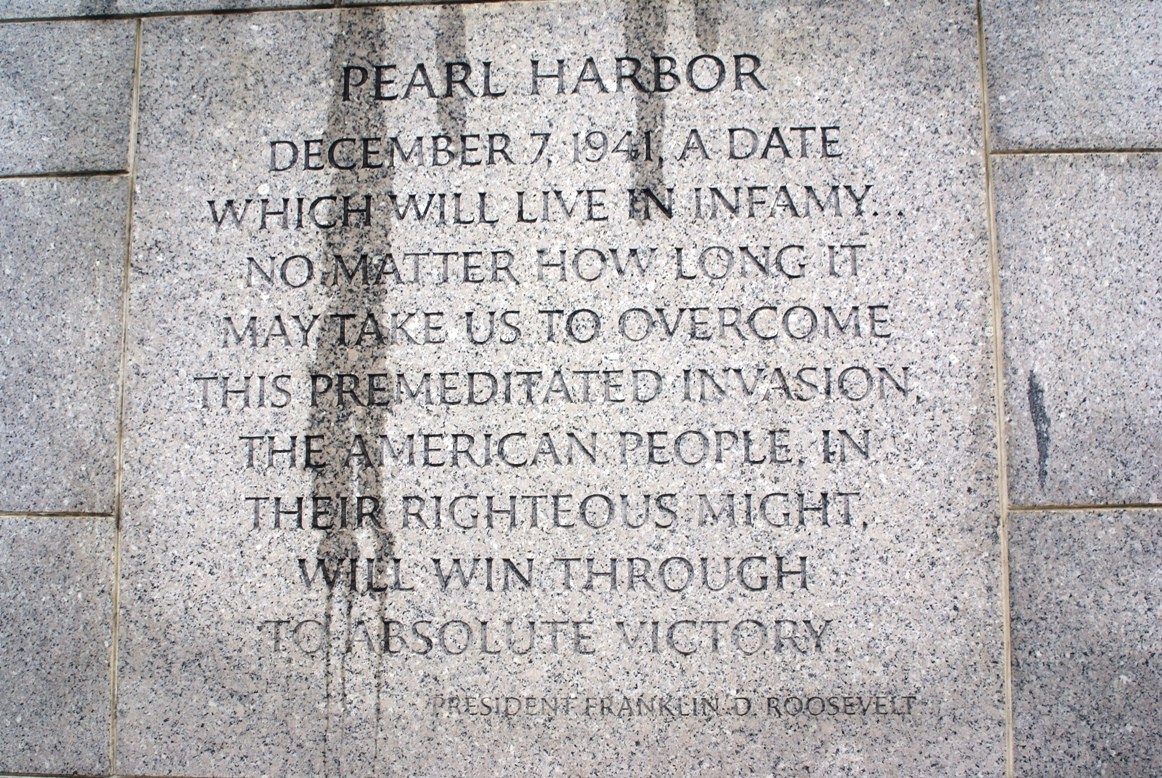 PEARL HARBOR
DECEMBER 7, 1941, A DATE
WHICH WILL LIVE IN INFAMY...
NO MATTER HOW LONG IT
MAY TAKE US TO OVERCOME
THIS PREMEDITATED INVASION,
THE AMERICAN PEOPLE, IN
THEIR RIGHTEOUS MIGHT,
WILL WIN THROUGH
TO ABSOLUTE VICTORY.
PRESIDENT FRANKLIN D. ROOSEVELT